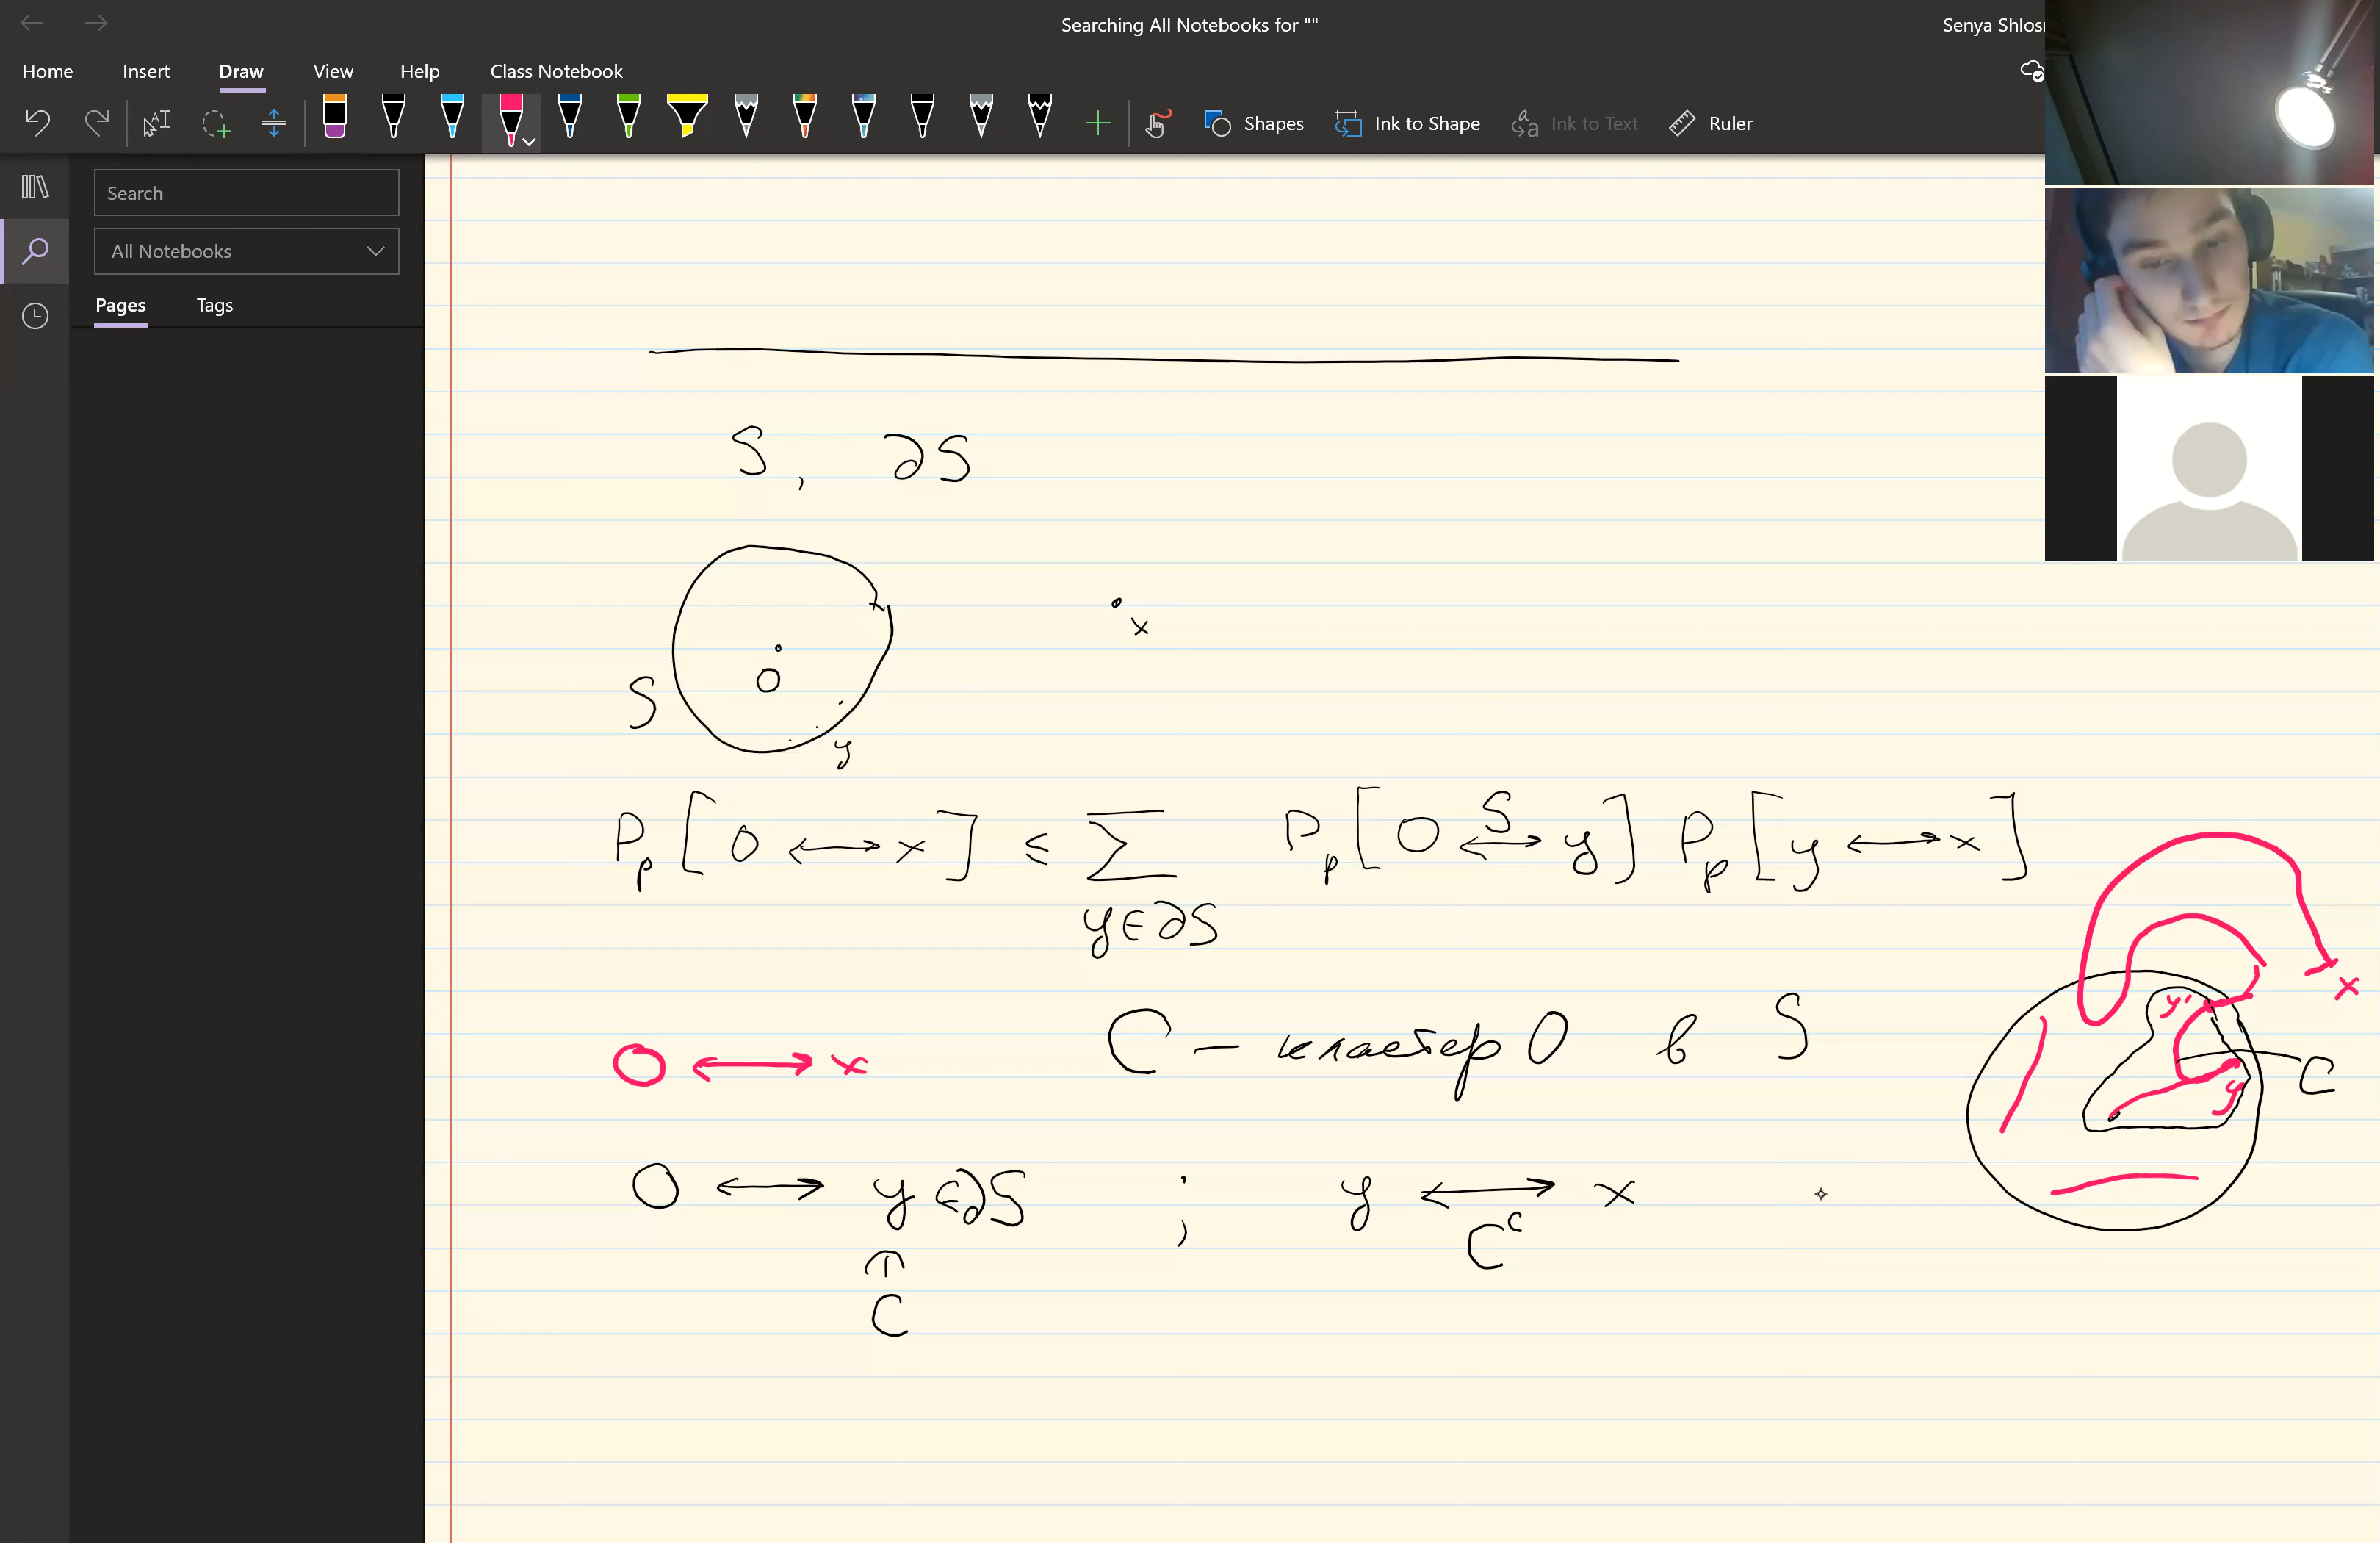 Searching All Notebooks for ""
Senya Shlos
Home Insert Draw View Help Class Notebook
Shapes Ink to Shape Ink to Text Ruler
Search
All Notebooks
Pages Tags
S, ∂S
x
O
S
y
P_p [O ⟷ x] ≤ ∑_{y∈∂S} P_p [O ⟷^S y] P_p [y ⟷ x]
O ⟷ x
C – кластер O в S
x
y'
y
C
O ⟷ y ∈ ∂S ; y ⟷ x
C^c
∈
C